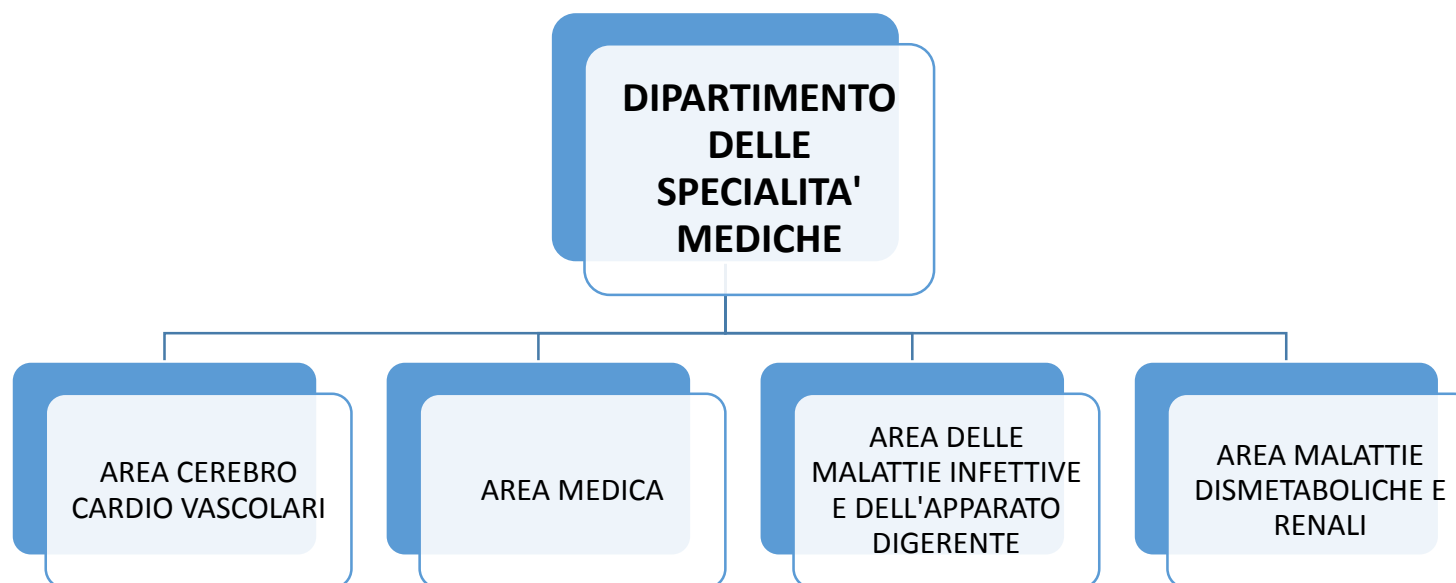 DIPARTIMENTO
DELLE
SPECIALITA'
MEDICHE
AREA CEREBRO
CARDIO VASCOLARI
AREA MEDICA
AREA DELLE
MALATTIE INFETTIVE
E DELL'APPARATO
DIGERENTE
AREA MALATTIE
DISMETABOLICHE E
RENALI